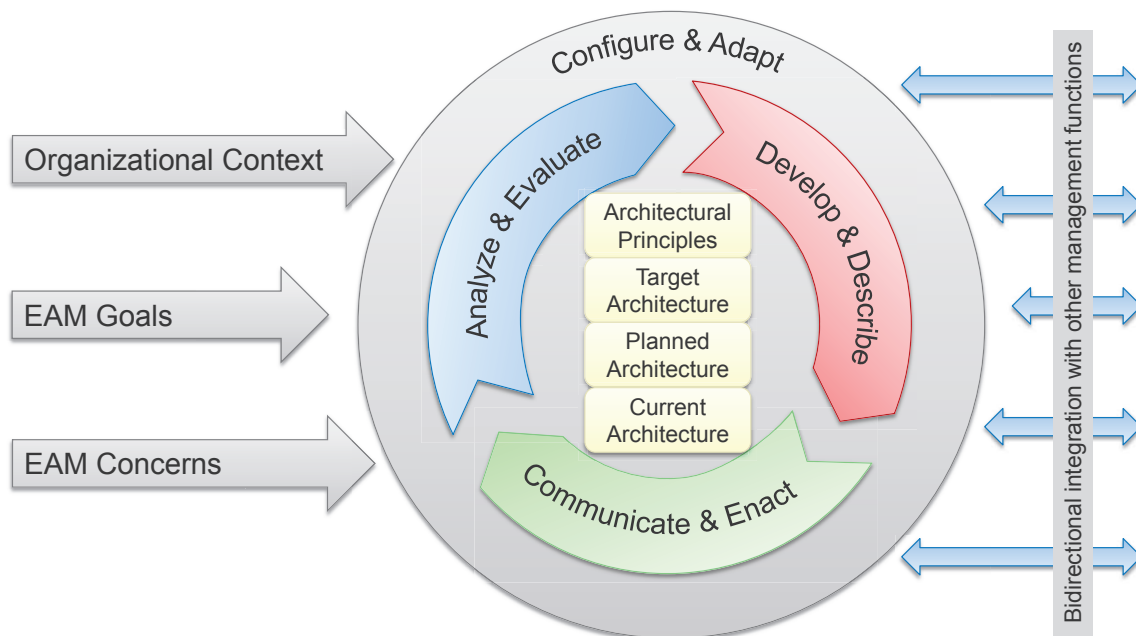 Configure & Adapt
Organizational Context
EAM Goals
EAM Concerns
Analyze & Evaluate
Develop & Describe
Communicate & Enact
Architectural
Principles
Target
Architecture
Planned
Architecture
Current
Architecture
Bidirectional integration with other management functions